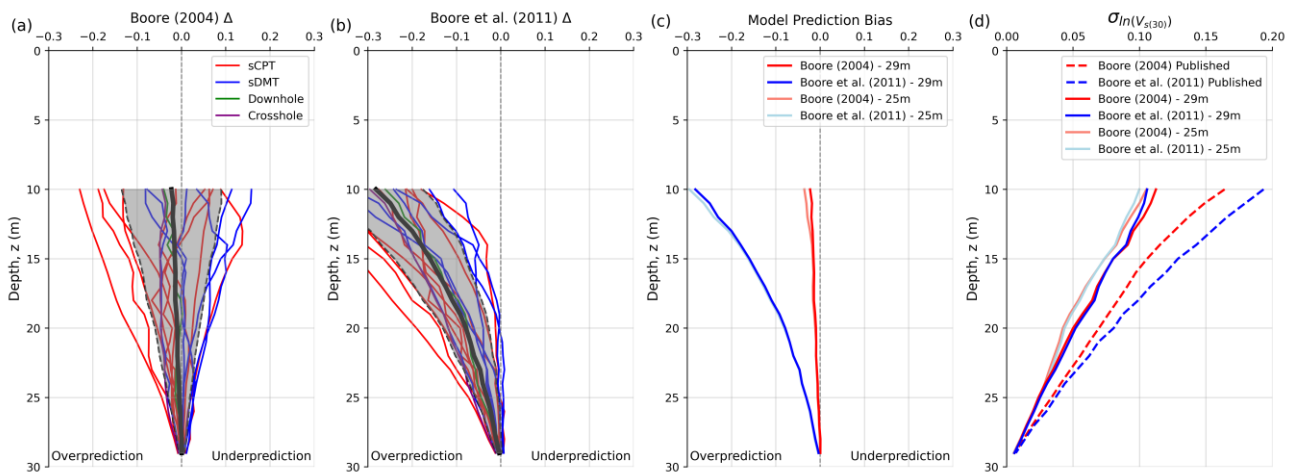 (a)
Boore (2004) Δ
−0.3 −0.2 −0.1 0.0 0.1 0.2 0.3
0
5
10
15
20
25
30
Depth, z (m)
sCPT
sDMT
Downhole
Crosshole
Overprediction
Underprediction
(b)
Boore et al. (2011) Δ
−0.3 −0.2 −0.1 0.0 0.1 0.2 0.3
0
5
10
15
20
25
30
Depth, z (m)
Overprediction
Underprediction
(c)
Model Prediction Bias
−0.3 −0.2 −0.1 0.0 0.1 0.2 0.3
0
5
10
15
20
25
30
Depth, z (m)
Boore (2004) - 29m
Boore et al. (2011) - 29m
Boore (2004) - 25m
Boore et al. (2011) - 25m
Overprediction
Underprediction
(d)
σln(Vs(30))
0.00 0.05 0.10 0.15 0.20
0
5
10
15
20
25
30
Depth, z (m)
Boore (2004) Published
Boore et al. (2011) Published
Boore (2004) - 29m
Boore et al. (2011) - 29m
Boore (2004) - 25m
Boore et al. (2011) - 25m